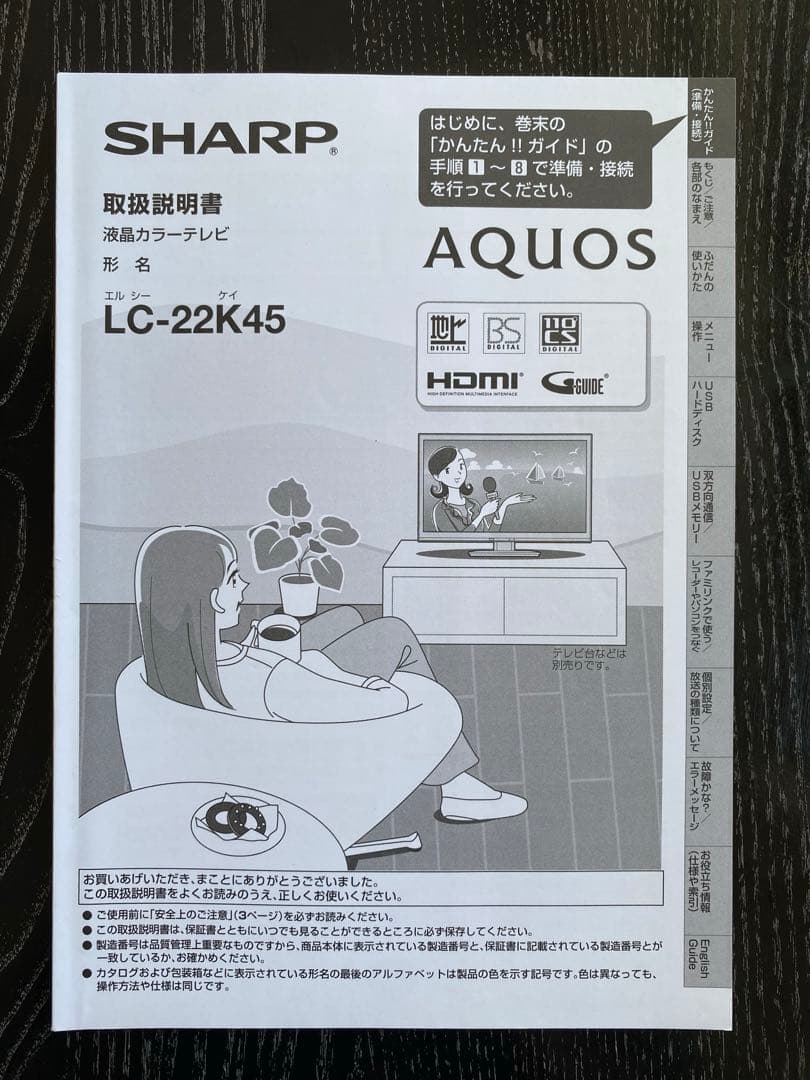 SHARP®
取扱説明書
液晶カラーテレビ
形 名
エル シー ケイ
LC-22K45
はじめに、巻末の
「かんたん!!ガイド」の
手順1～8で準備・接続
を行ってください。
AQUOS
地上
DIGITAL
BS
DIGITAL
110°
CS
DIGITAL
HDMI®
HIGH-DEFINITION MULTIMEDIA INTERFACE
G-GUIDE®
テレビ台などは
別売りです。
お買いあげいただき、まことにありがとうございました。
この取扱説明書をよくお読みのうえ、正しくお使いください。
● ご使用前に「安全上のご注意」(3ページ)を必ずお読みください。
● この取扱説明書は、保証書とともにいつでも見ることができるところに必ず保存してください。
● 製造番号は品質管理上重要なものですから、商品本体に表示されている製造番号と、保証書に記載されている製造番号とが
一致しているか、お確かめください。
● カタログおよび包装箱などに表示されている形名の最後のアルファベットは製品の色を示す記号です。色は異なっても、
操作方法や仕様は同じです。
かんたん!!ガイド
(準備・接続)
もくじ/ご注意/
各部のなまえ
ふだんの
使いかた
メニュー
操作
USB
ハードディスク
双方向通信/
USBメモリー
ファミリンクで使う/
レコーダーやパソコンをつなぐ
個別設定/
放送の種類について
故障かな?/
エラーメッセージ
お役立ち情報
(仕様や索引)
English
Guide